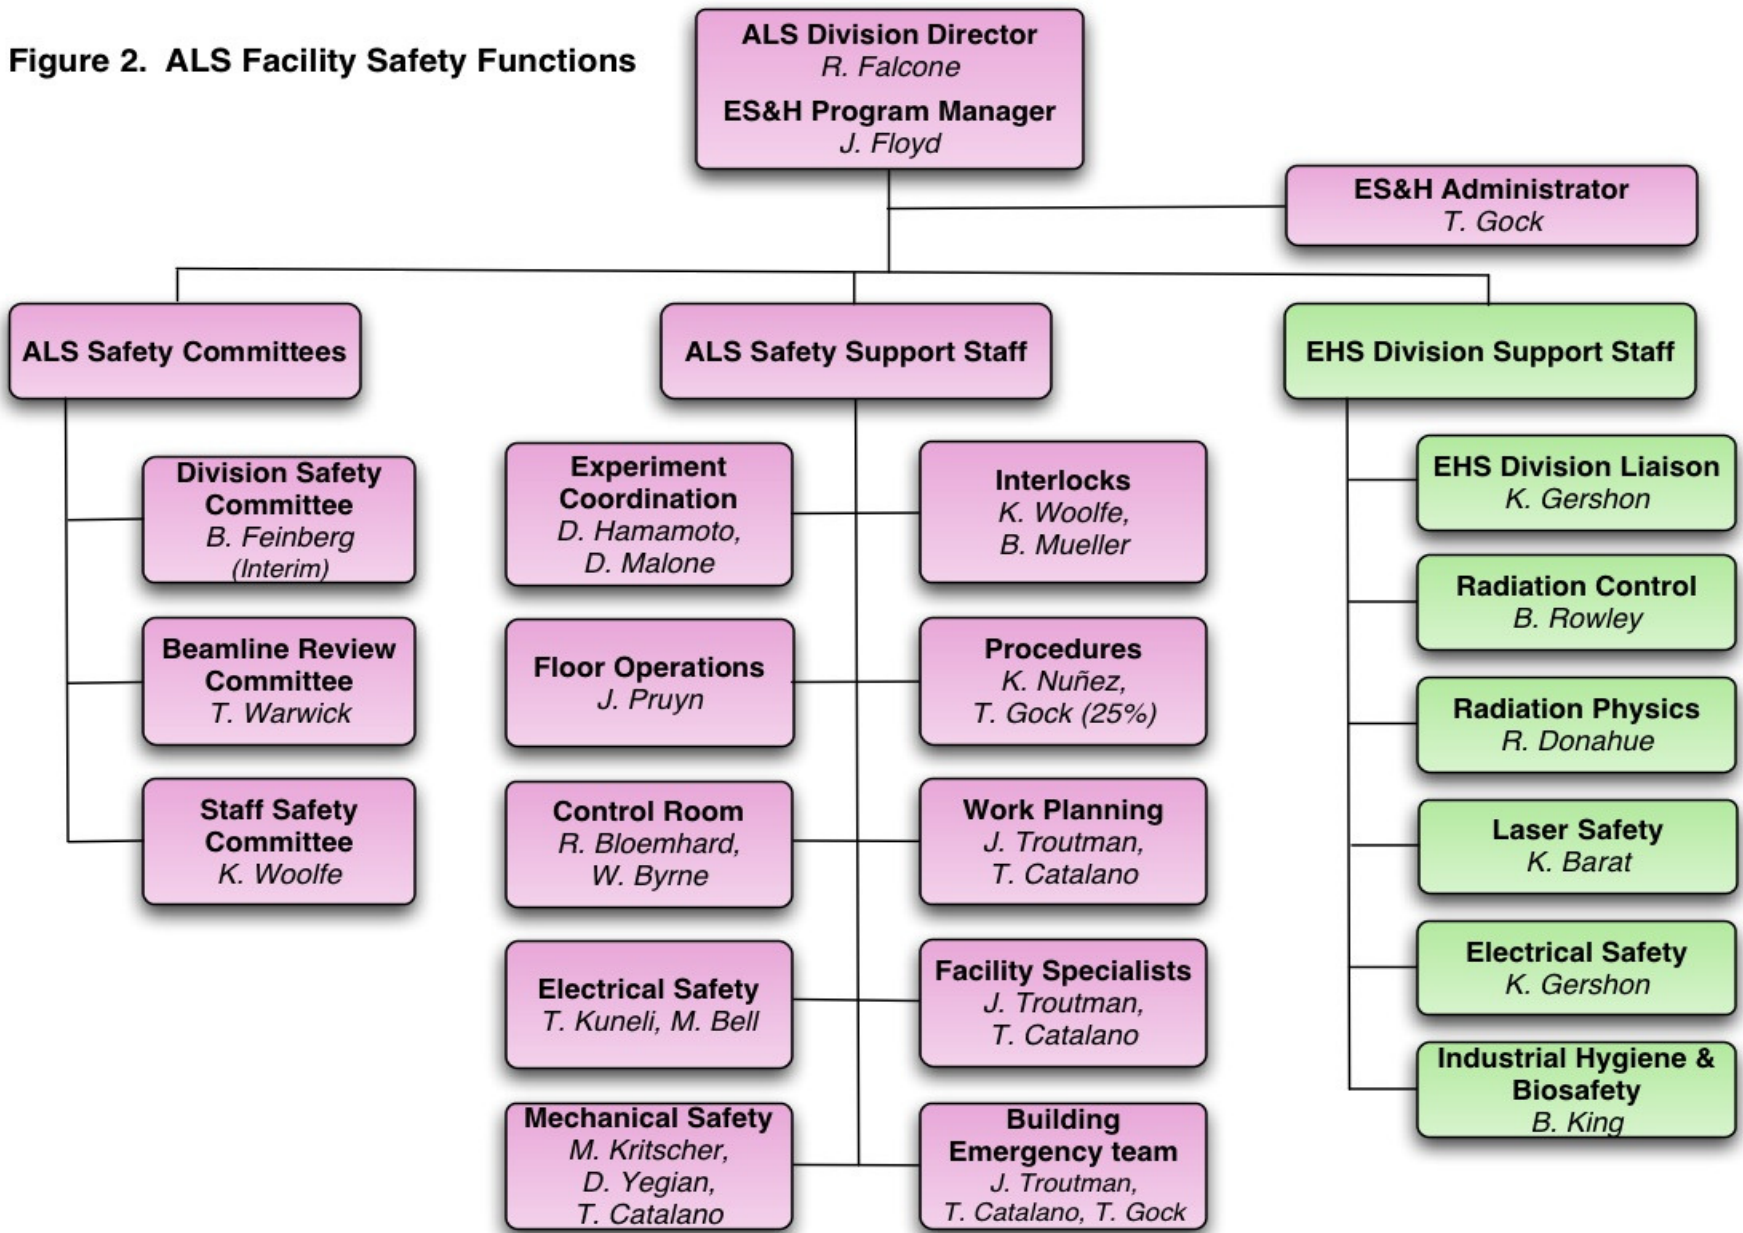 Figure 2. ALS Facility Safety Functions
ALS Division Director
R. Falcone
ES&H Program Manager
J. Floyd
ES&H Administrator
T. Gock
ALS Safety Committees
ALS Safety Support Staff
EHS Division Support Staff
Division Safety
Committee
B. Feinberg
(Interim)
Beamline Review
Committee
T. Warwick
Staff Safety
Committee
K. Woolfe
Experiment
Coordination
D. Hamamoto,
D. Malone
Floor Operations
J. Pruyn
Control Room
R. Bloemhard,
W. Byrne
Electrical Safety
T. Kuneli, M. Bell
Mechanical Safety
M. Kritscher,
D. Yegian,
T. Catalano
Interlocks
K. Woolfe,
B. Mueller
Procedures
K. Nuñez,
T. Gock (25%)
Work Planning
J. Troutman,
T. Catalano
Facility Specialists
J. Troutman,
T. Catalano
Building
Emergency team
J. Troutman,
T. Catalano, T. Gock
EHS Division Liaison
K. Gershon
Radiation Control
B. Rowley
Radiation Physics
R. Donahue
Laser Safety
K. Barat
Electrical Safety
K. Gershon
Industrial Hygiene &
Biosafety
B. King